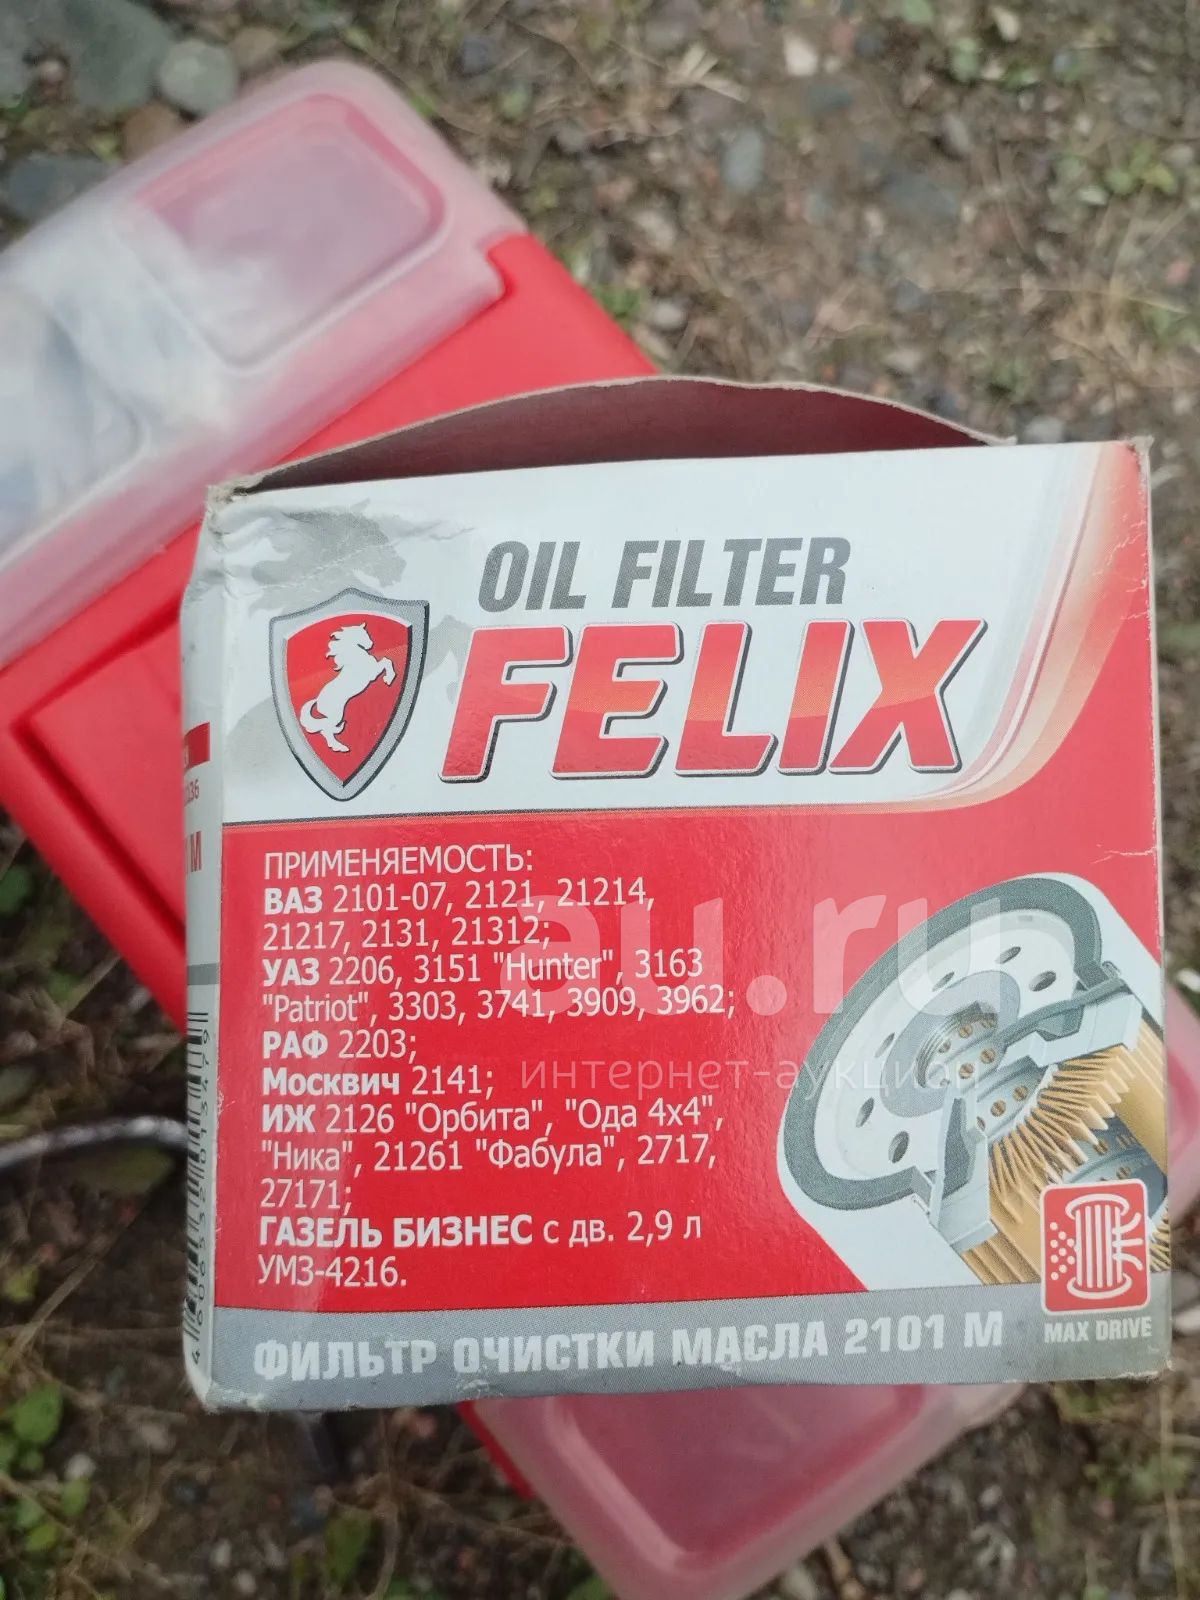 OIL FILTER
FELIX
ПРИМЕНЯЕМОСТЬ:
ВАЗ 2101-07, 2121, 21214,
21217, 2131, 21312;
УАЗ 2206, 3151 "Hunter", 3163
"Patriot", 3303, 3741, 3909, 3962;
РАФ 2203;
Москвич 2141;
ИЖ 2126 "Орбита", "Ода 4х4",
"Ника", 21261 "Фабула", 2717,
27171;
ГАЗЕЛЬ БИЗНЕС с дв. 2,9 л
УМЗ-4216.
ФИЛЬТР ОЧИСТКИ МАСЛА 2101 М
MAX DRIVE
au.ru
интернет-аукцион